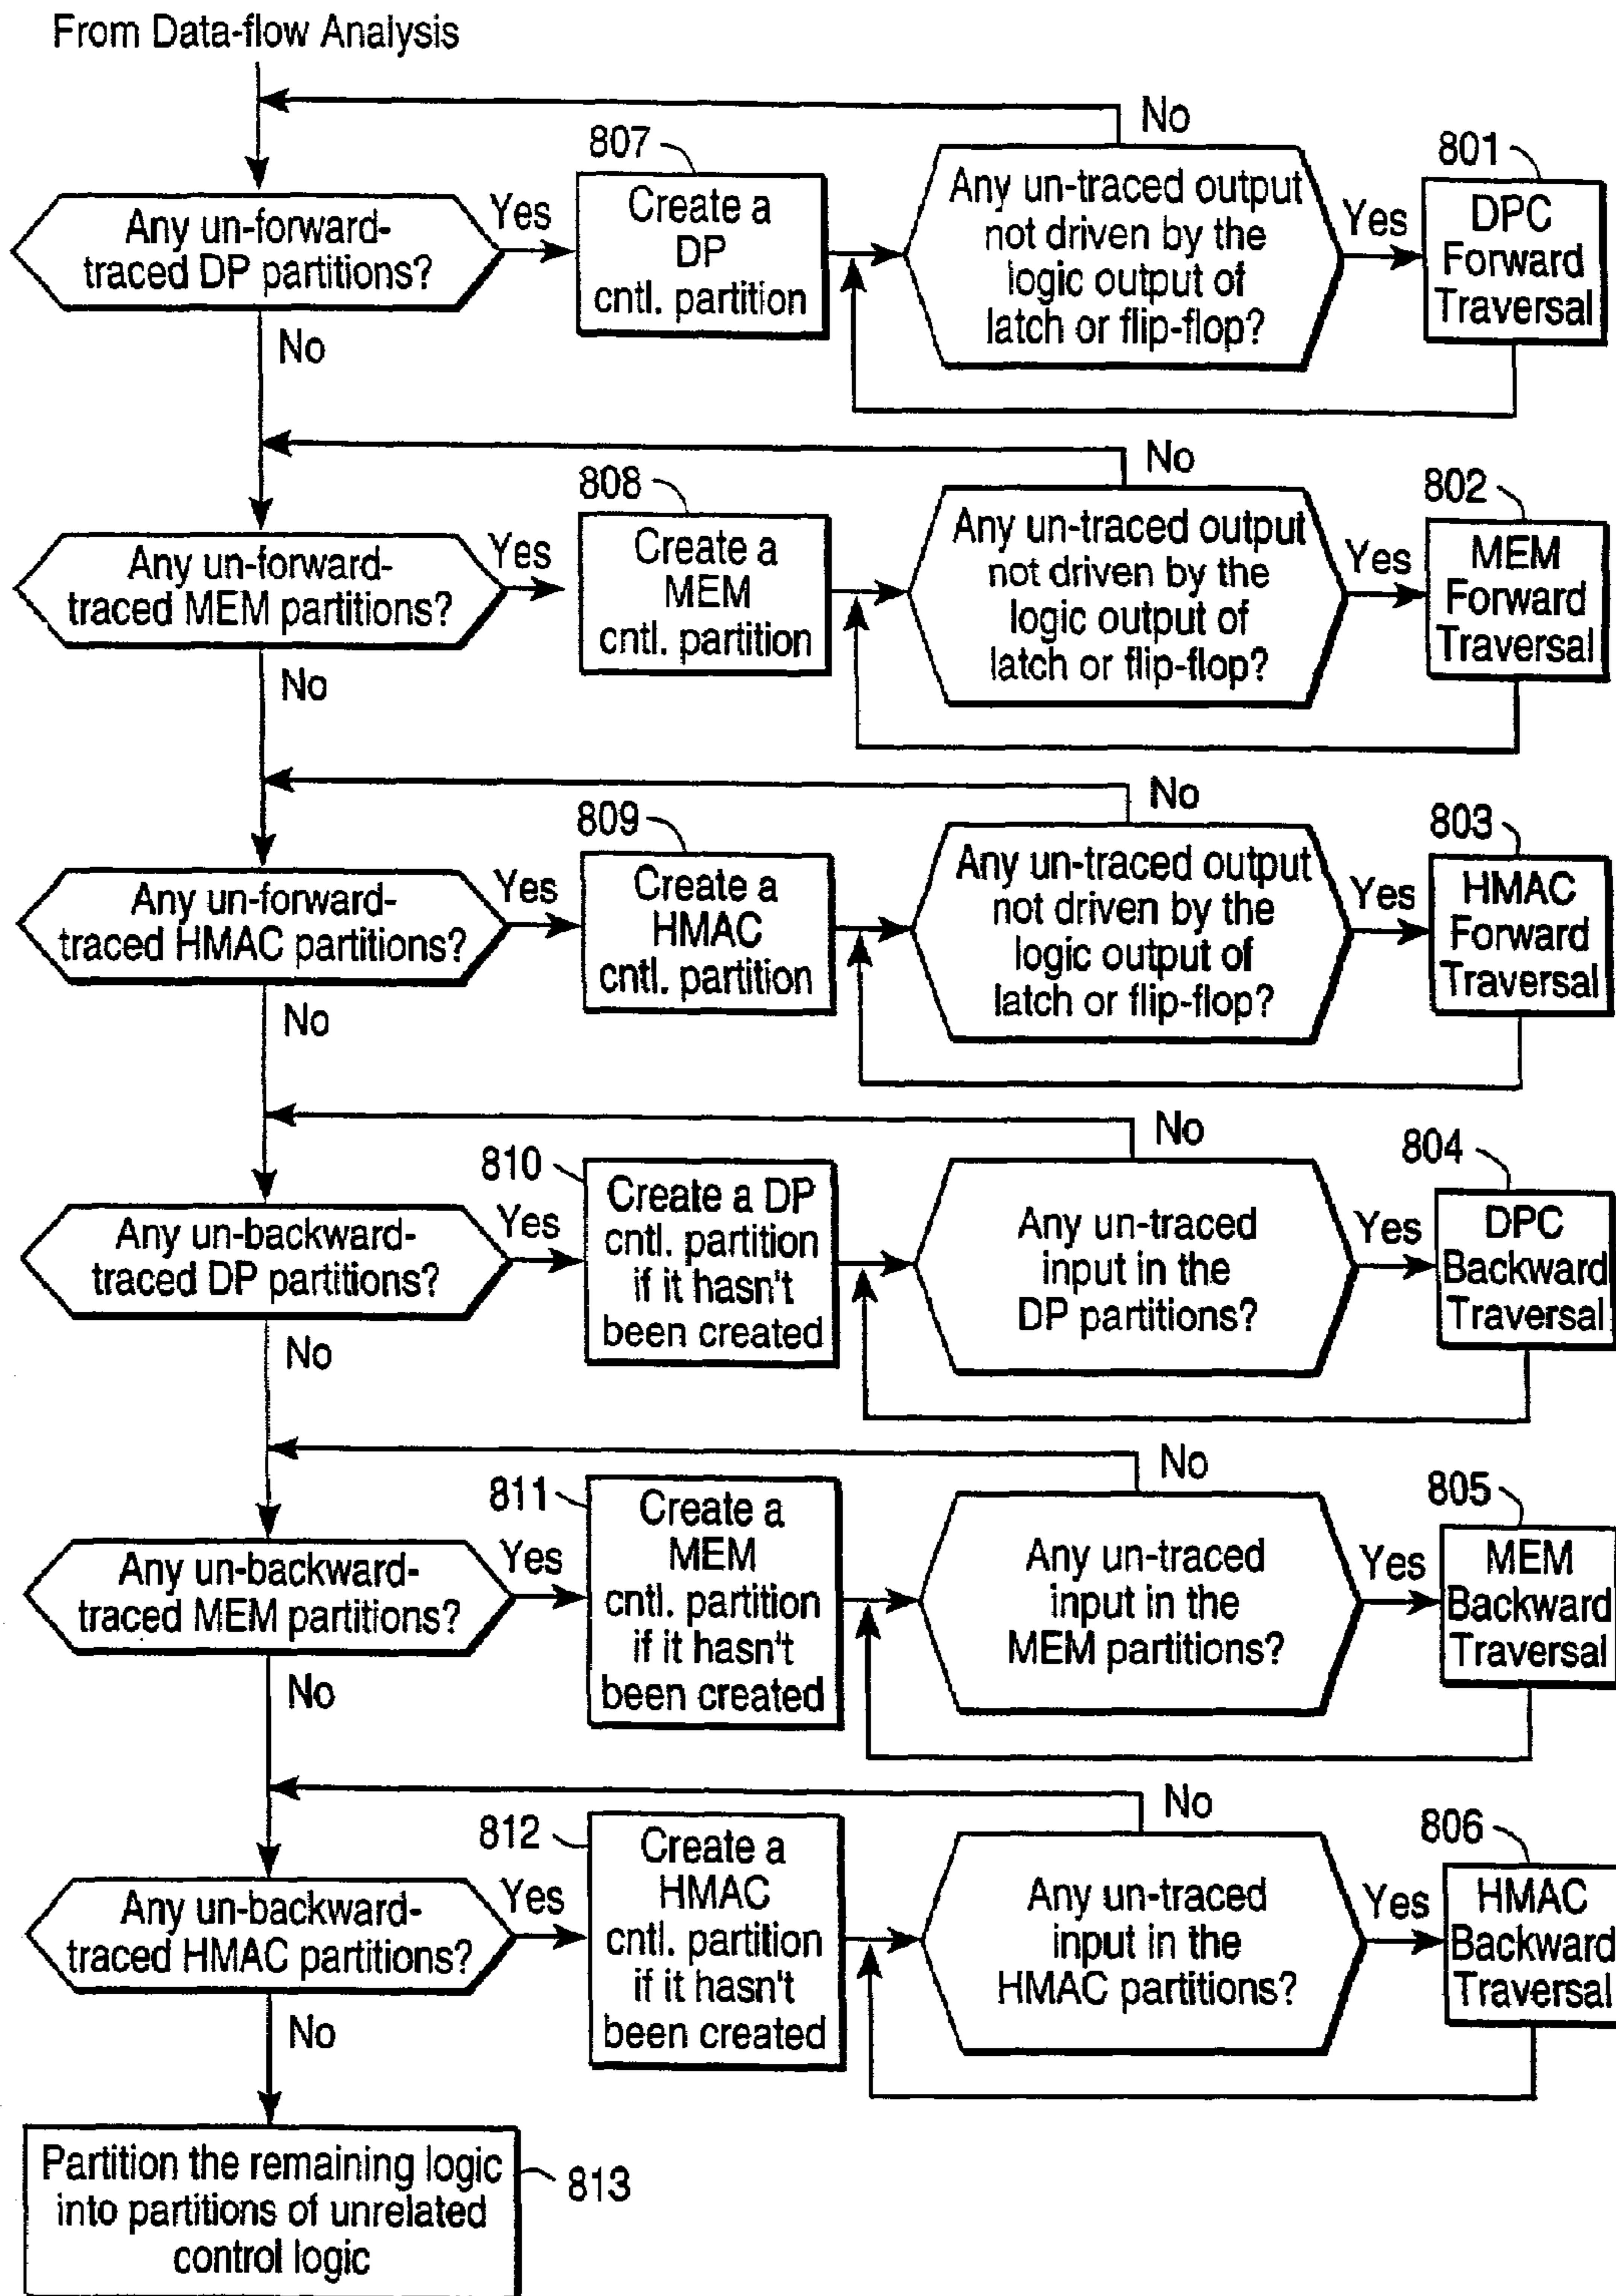 From Data-flow Analysis
No
807
801
Any un-forward-
traced DP partitions?
Yes
Create a
DP
cntl. partition
Any un-traced output
not driven by the
logic output of
latch or flip-flop?
Yes
DPC
Forward
Traversal
No
No
808
802
Any un-forward-
traced MEM partitions?
Yes
Create a
MEM
cntl. partition
Any un-traced output
not driven by the
logic output of
latch or flip-flop?
Yes
MEM
Forward
Traversal
No
No
809
803
Any un-forward-
traced HMAC partitions?
Yes
Create a
HMAC
cntl. partition
Any un-traced output
not driven by the
logic output of
latch or flip-flop?
Yes
HMAC
Forward
Traversal
No
No
810
804
Any un-backward-
traced DP partitions?
Yes
Create a DP
cntl. partition
if it hasn't
been created
Any un-traced
input in the
DP partitions?
Yes
DPC
Backward
Traversal
No
No
811
805
Any un-backward-
traced MEM partitions?
Yes
Create a
MEM
cntl. partition
if it hasn't
been created
Any un-traced
input in the
MEM partitions?
Yes
MEM
Backward
Traversal
No
No
812
806
Any un-backward-
traced HMAC partitions?
Yes
Create a
HMAC
cntl. partition
if it hasn't
been created
Any un-traced
input in the
HMAC partitions?
Yes
HMAC
Backward
Traversal
No
Partition the remaining logic
into partitions of unrelated
control logic
813